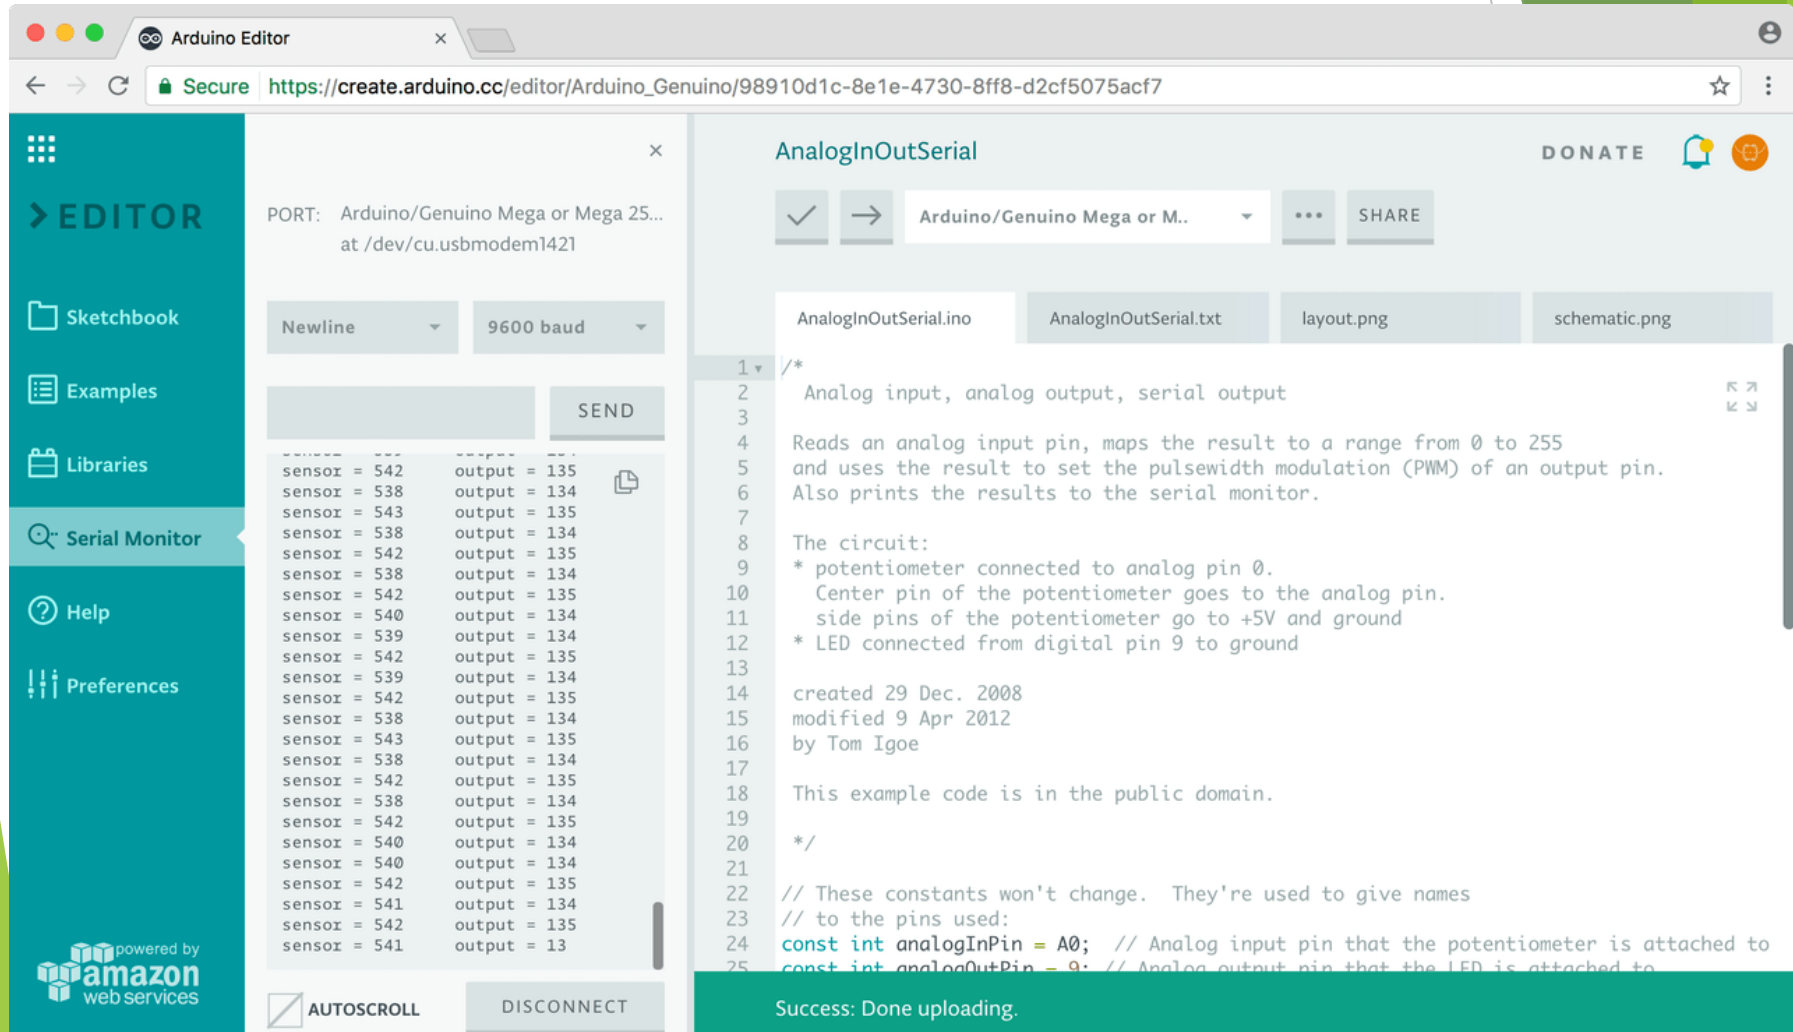 Arduino Editor
Secure https://create.arduino.cc/editor/Arduino_Genuino/98910d1c-8e1e-4730-8ff8-d2cf5075acf7
EDITOR
Sketchbook
Examples
Libraries
Serial Monitor
Help
Preferences
powered by
amazon
web services
PORT: Arduino/Genuino Mega or Mega 25...
at /dev/cu.usbmodem1421
Newline 9600 baud
SEND
sensor = 542 output = 135
sensor = 538 output = 134
sensor = 543 output = 135
sensor = 538 output = 134
sensor = 542 output = 135
sensor = 538 output = 134
sensor = 542 output = 135
sensor = 540 output = 134
sensor = 539 output = 134
sensor = 542 output = 135
sensor = 539 output = 134
sensor = 542 output = 135
sensor = 538 output = 134
sensor = 543 output = 135
sensor = 538 output = 134
sensor = 542 output = 135
sensor = 538 output = 134
sensor = 542 output = 135
sensor = 540 output = 134
sensor = 540 output = 134
sensor = 542 output = 135
sensor = 541 output = 134
sensor = 542 output = 135
sensor = 541 output = 13
AUTOSCROLL DISCONNECT
AnalogInOutSerial DONATE
Arduino/Genuino Mega or M.. SHARE
AnalogInOutSerial.ino AnalogInOutSerial.txt layout.png schematic.png
1 /*
2 Analog input, analog output, serial output
3
4 Reads an analog input pin, maps the result to a range from 0 to 255
5 and uses the result to set the pulsewidth modulation (PWM) of an output pin.
6 Also prints the results to the serial monitor.
7
8 The circuit:
9 * potentiometer connected to analog pin 0.
10 Center pin of the potentiometer goes to the analog pin.
11 side pins of the potentiometer go to +5V and ground
12 * LED connected from digital pin 9 to ground
13
14 created 29 Dec. 2008
15 modified 9 Apr 2012
16 by Tom Igoe
17
18 This example code is in the public domain.
19
20 */
21
22 // These constants won't change. They're used to give names
23 // to the pins used:
24 const int analogInPin = A0; // Analog input pin that the potentiometer is attached to
25 const int analogOutPin = 9; // Analog output pin that the LED is attached to
Success: Done uploading.